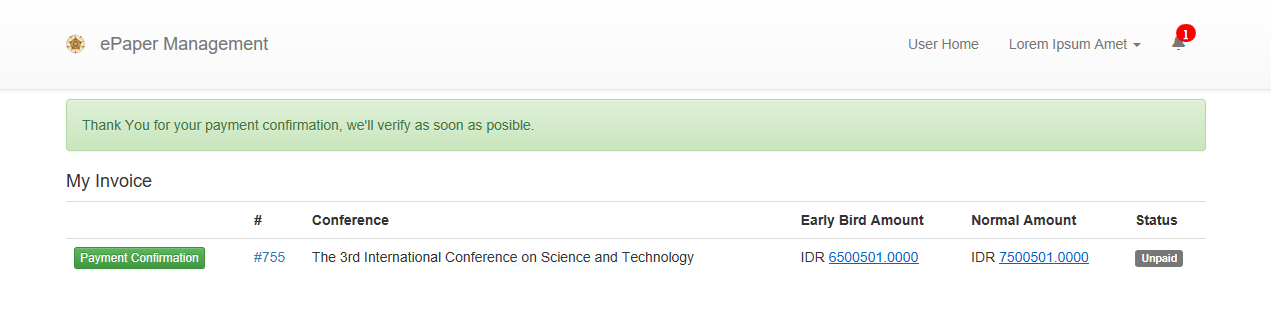 ePaper Management
User Home
Lorem Ipsum Amet
1
Thank You for your payment confirmation, we'll verify as soon as posible.
My Invoice
# Conference Early Bird Amount Normal Amount Status
Payment Confirmation #755 The 3rd International Conference on Science and Technology IDR 6500501.0000 IDR 7500501.0000 Unpaid